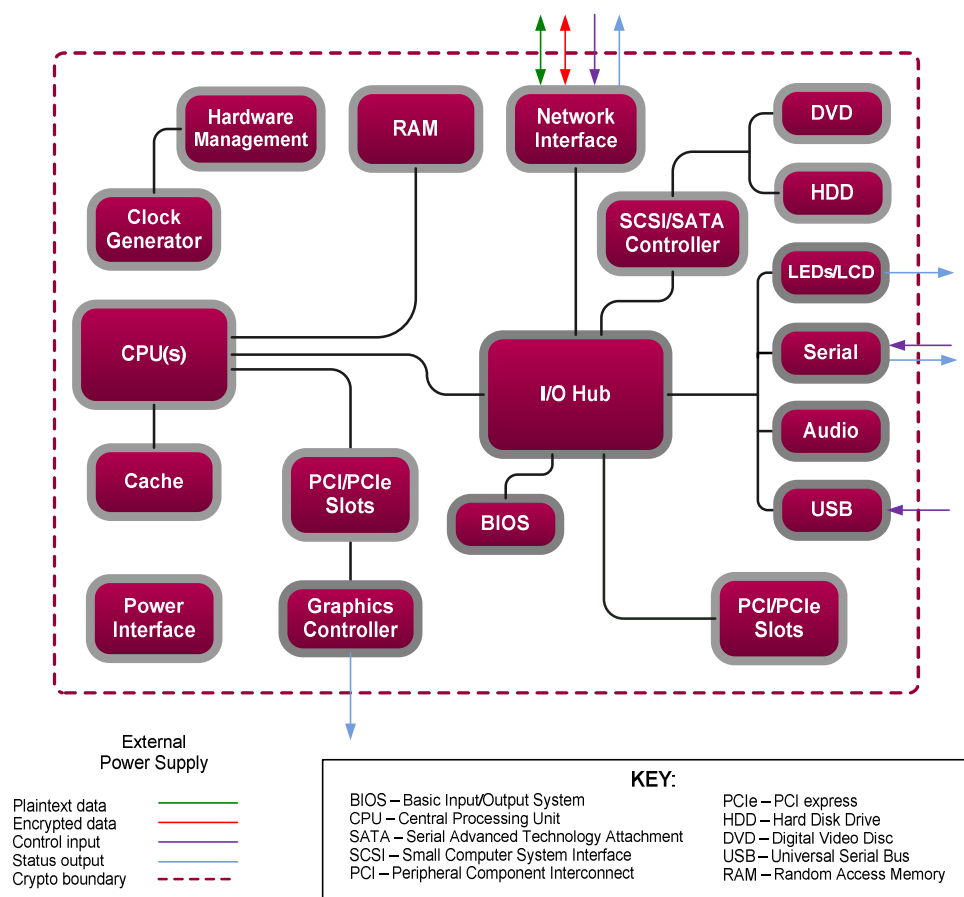 Hardware
Management
RAM
Network
Interface
DVD
HDD
Clock
Generator
SCSI/SATA
Controller
LEDs/LCD
CPU(s)
I/O Hub
Serial
Audio
Cache
PCI/PCIe
Slots
BIOS
USB
Power
Interface
Graphics
Controller
PCI/PCIe
Slots
External
Power Supply
Plaintext data
Encrypted data
Control input
Status output
Crypto boundary
KEY:
BIOS – Basic Input/Output System
CPU – Central Processing Unit
SATA – Serial Advanced Technology Attachment
SCSI – Small Computer System Interface
PCI – Peripheral Component Interconnect
PCIe – PCI express
HDD – Hard Disk Drive
DVD – Digital Video Disc
USB – Universal Serial Bus
RAM – Random Access Memory